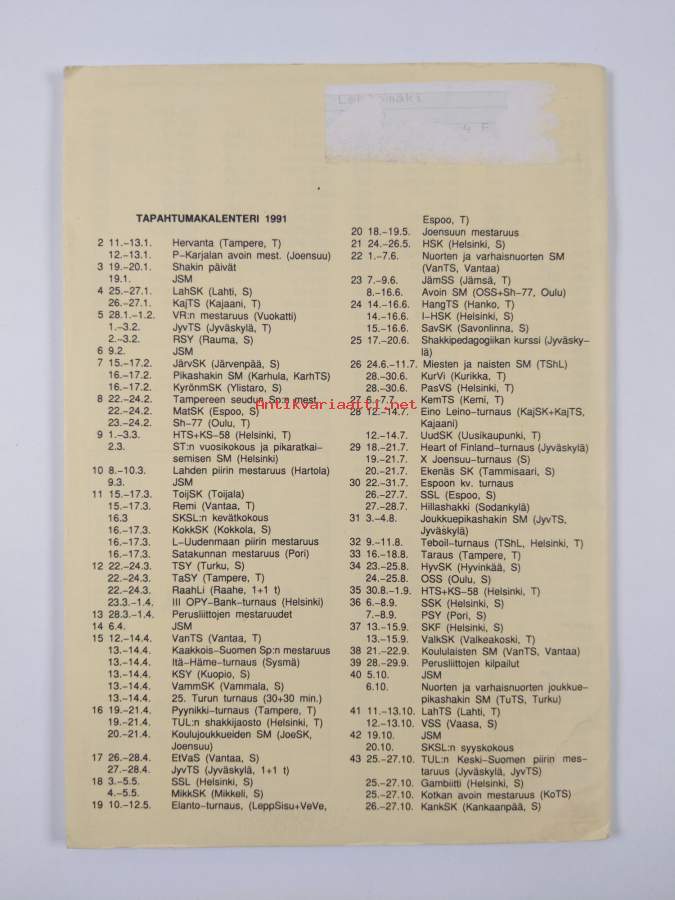 TAPAHTUMAKALENTERI 1991
2 11.–13.1. Hervanta (Tampere, T)
12.–13.1. P–Karjalan avoin mest. (Joensuu)
3 19.–20.1. Shakin päivät
19.1. JSM
4 25.–27.1. LahSK (Lahti, S)
26.–27.1. KajTS (Kajaani, T)
5 28.1.–1.2. VR:n mestaruus (Vuokatti)
1.–3.2. JyvTS (Jyväskylä, T)
2.–3.2. RSY (Rauma, S)
6 9.2. JSM
7 15.–17.2. JärvSK (Järvenpää, S)
16.–17.2. Pikashakin SM (Karhula, KarhTS)
16.–17.2. KyrönmSK (Ylistaro, S)
8 22.–24.2. Tampereen seudun Sp:n mest.
22.–24.2. MatSK (Espoo, S)
23.–24.2. Sh–77 (Oulu, T)
9 1.–3.3. HTS+KS–58 (Helsinki, T)
2.3. ST:n vuosikokous ja pikaratkai–
semisen SM (Helsinki)
10 8.–10.3. Lahden piirin mestaruus (Hartola)
9.3. JSM
11 15.–17.3. ToijSK (Toijala)
15.–17.3. Remi (Vantaa, T)
16.3 SKSL:n kevätkokous
16.–17.3. KokkSK (Kokkola, S)
16.–17.3. L–Uudenmaan piirin mestaruus
16.–17.3. Satakunnan mestaruus (Pori)
12 22.–24.3. TSY (Turku, S)
22.–24.3. TaSY (Tampere, T)
22.–24.3. RaahLi (Raahe, 1+1 t)
23.3.–1.4. III OPY–Bank–turnaus (Helsinki)
13 28.3.–1.4. Perusliittojen mestaruudet
14 6.4. JSM
15 12.–14.4. VanTS (Vantaa, T)
13.–14.4. Kaakkois–Suomen Sp:n mestaruus
13.–14.4. Itä–Häme–turnaus (Sysmä)
13.–14.4. KSY (Kuopio, S)
13.–14.4. VammSK (Vammala, S)
13.–14.4. 25. Turun turnaus (30+30 min.)
16 19.–21.4. Pyynikki–turnaus (Tampere, T)
19.–21.4. TUL:n shakkijaosto (Helsinki, T)
20.–21.4. Koulujoukkueiden SM (JoeSK,
Joensuu)
17 26.–28.4. EtVaS (Vantaa, S)
27.–28.4. JyvTS (Jyväskylä, 1+1 t)
18 3.–5.5. SSL (Helsinki, S)
4.–5.5. MikkSK (Mikkeli, S)
19 10.–12.5. Elanto–turnaus, (LeppSisu+VeVe,
Espoo, T)
20 18.–19.5. Joensuun mestaruus
21 24.–26.5. HSK (Helsinki, S)
22 1.–7.6. Nuorten ja varhaisnuorten SM
(VanTS, Vantaa)
23 7.–9.6. JämSS (Jämsä, T)
8.–16.6. Avoin SM (OSS+Sh–77, Oulu)
24 14.–16.6. HangTS (Hanko, T)
14.–16.6. I–HSK (Helsinki, S)
15.–16.6. SavSK (Savonlinna, S)
25 17.–20.6. Shakkipedagogiikan kurssi (Jyväsky–
lä)
26 24.6.–11.7. Miesten ja naisten SM (TShL)
28.–30.6. KurVi (Kurikka, T)
28.–30.6. PasVS (Helsinki, T)
27 6.–7.7. KemTS (Kemi, T)
28 12.–14.7. Eino Leino–turnaus (KajSK+KajTS,
Kajaani)
12.–14.7. UudSK (Uusikaupunki, T)
29 18.–21.7. Heart of Finland–turnaus (Jyväskylä)
19.–21.7. X Joensuu–turnaus (S)
20.–21.7. Ekenäs SK (Tammisaari, S)
30 22.–31.7. Espoon kv. turnaus
26.–27.7. SSL (Espoo, S)
27.–28.7. Hillashakki (Sodankylä)
31 3.–4.8. Joukkuepikashakin SM (JyvTS,
Jyväskylä)
32 9.–11.8. Teboil–turnaus (TShL, Helsinki, T)
33 16.–18.8. Taraus (Tampere, T)
34 23.–25.8. HyvSK (Hyvinkää, S)
24.–25.8. OSS (Oulu, S)
35 30.8.–1.9. HTS+KS–58 (Helsinki, T)
36 6.–8.9. SSK (Helsinki, S)
7.–8.9. PSY (Pori, S)
37 13.–15.9. SKF (Helsinki, S)
13.–15.9. ValkSK (Valkeakoski, T)
38 21.–22.9. Koululaisten SM (VanTS, Vantaa)
39 28.–29.9. Perusliittojen kilpailut
40 5.10. JSM
6.10. Nuorten ja varhaisnuorten joukkue–
pikashakin SM (TuTS, Turku)
41 11.–13.10. LahTS (Lahti, T)
12.–13.10. VSS (Vaasa, S)
42 19.10. JSM
20.10. SKSL:n syyskokous
43 25.–27.10. TUL:n Keski–Suomen piirin mes–
taruus (Jyväskylä, JyvTS)
25.–27.10. Gambiitti (Helsinki, S)
25.–27.10. Kotkan avoin mestaruus (KoTS)
26.–27.10. KankSK (Kankaanpää, S)
Antikvariaatti.net